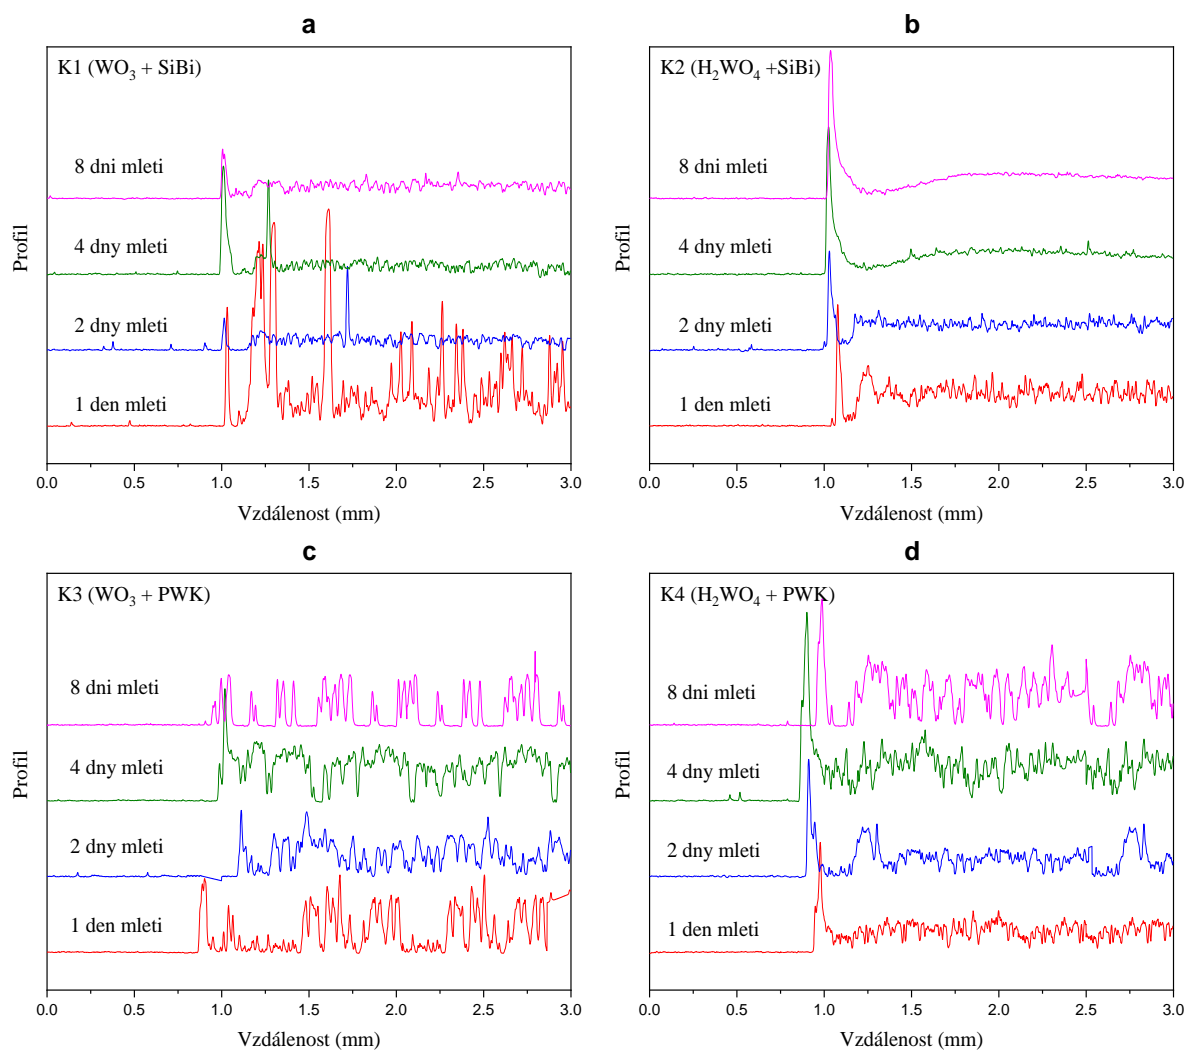 a
K1 (WO₃ + SiBi)
8 dni mleti
4 dny mleti
2 dny mleti
1 den mleti
Profil
0.0 0.5 1.0 1.5 2.0 2.5 3.0
Vzdálenost (mm)
b
K2 (H₂WO₄ +SiBi)
8 dni mleti
4 dny mleti
2 dny mleti
1 den mleti
Profil
0.0 0.5 1.0 1.5 2.0 2.5 3.0
Vzdálenost (mm)
c
K3 (WO₃ + PWK)
8 dni mleti
4 dny mleti
2 dny mleti
1 den mleti
Profil
0.0 0.5 1.0 1.5 2.0 2.5 3.0
Vzdálenost (mm)
d
K4 (H₂WO₄ + PWK)
8 dni mleti
4 dny mleti
2 dny mleti
1 den mleti
Profil
0.0 0.5 1.0 1.5 2.0 2.5 3.0
Vzdálenost (mm)